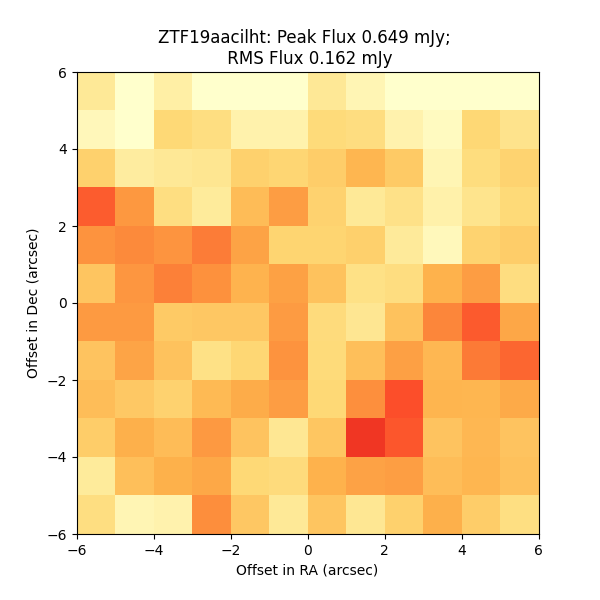 ZTF19aacilht: Peak Flux 0.649 mJy;
RMS Flux 0.162 mJy
6
4
2
0
−2
−4
−6
Offset in Dec (arcsec)
−6 −4 −2 0 2 4 6
Offset in RA (arcsec)